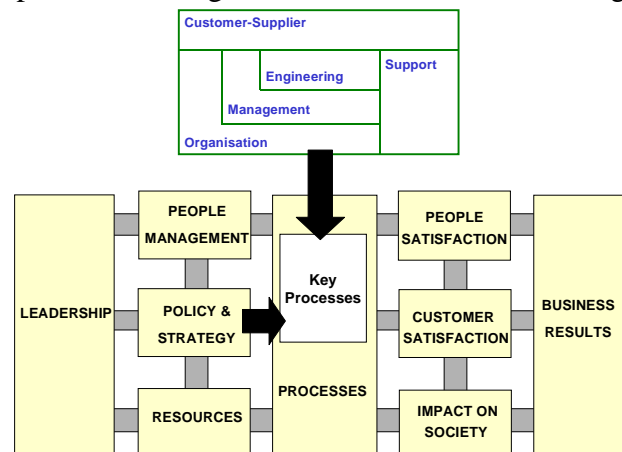 Customer-Supplier
Support
Engineering
Management
Organisation
PEOPLE
MANAGEMENT
PEOPLE
SATISFACTION
Key
Processes
LEADERSHIP
POLICY &
STRATEGY
CUSTOMER
SATISFACTION
BUSINESS
RESULTS
PROCESSES
RESOURCES
IMPACT ON
SOCIETY